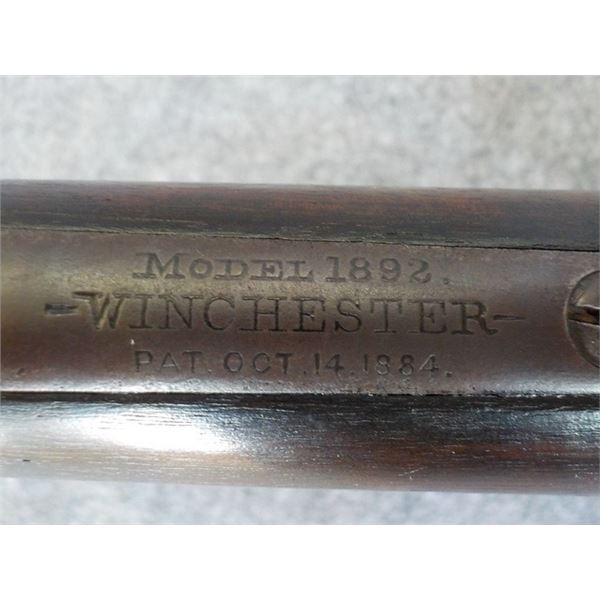 MODEL 1892.
-WINCHESTER-
PAT. OCT. 14. 1884.